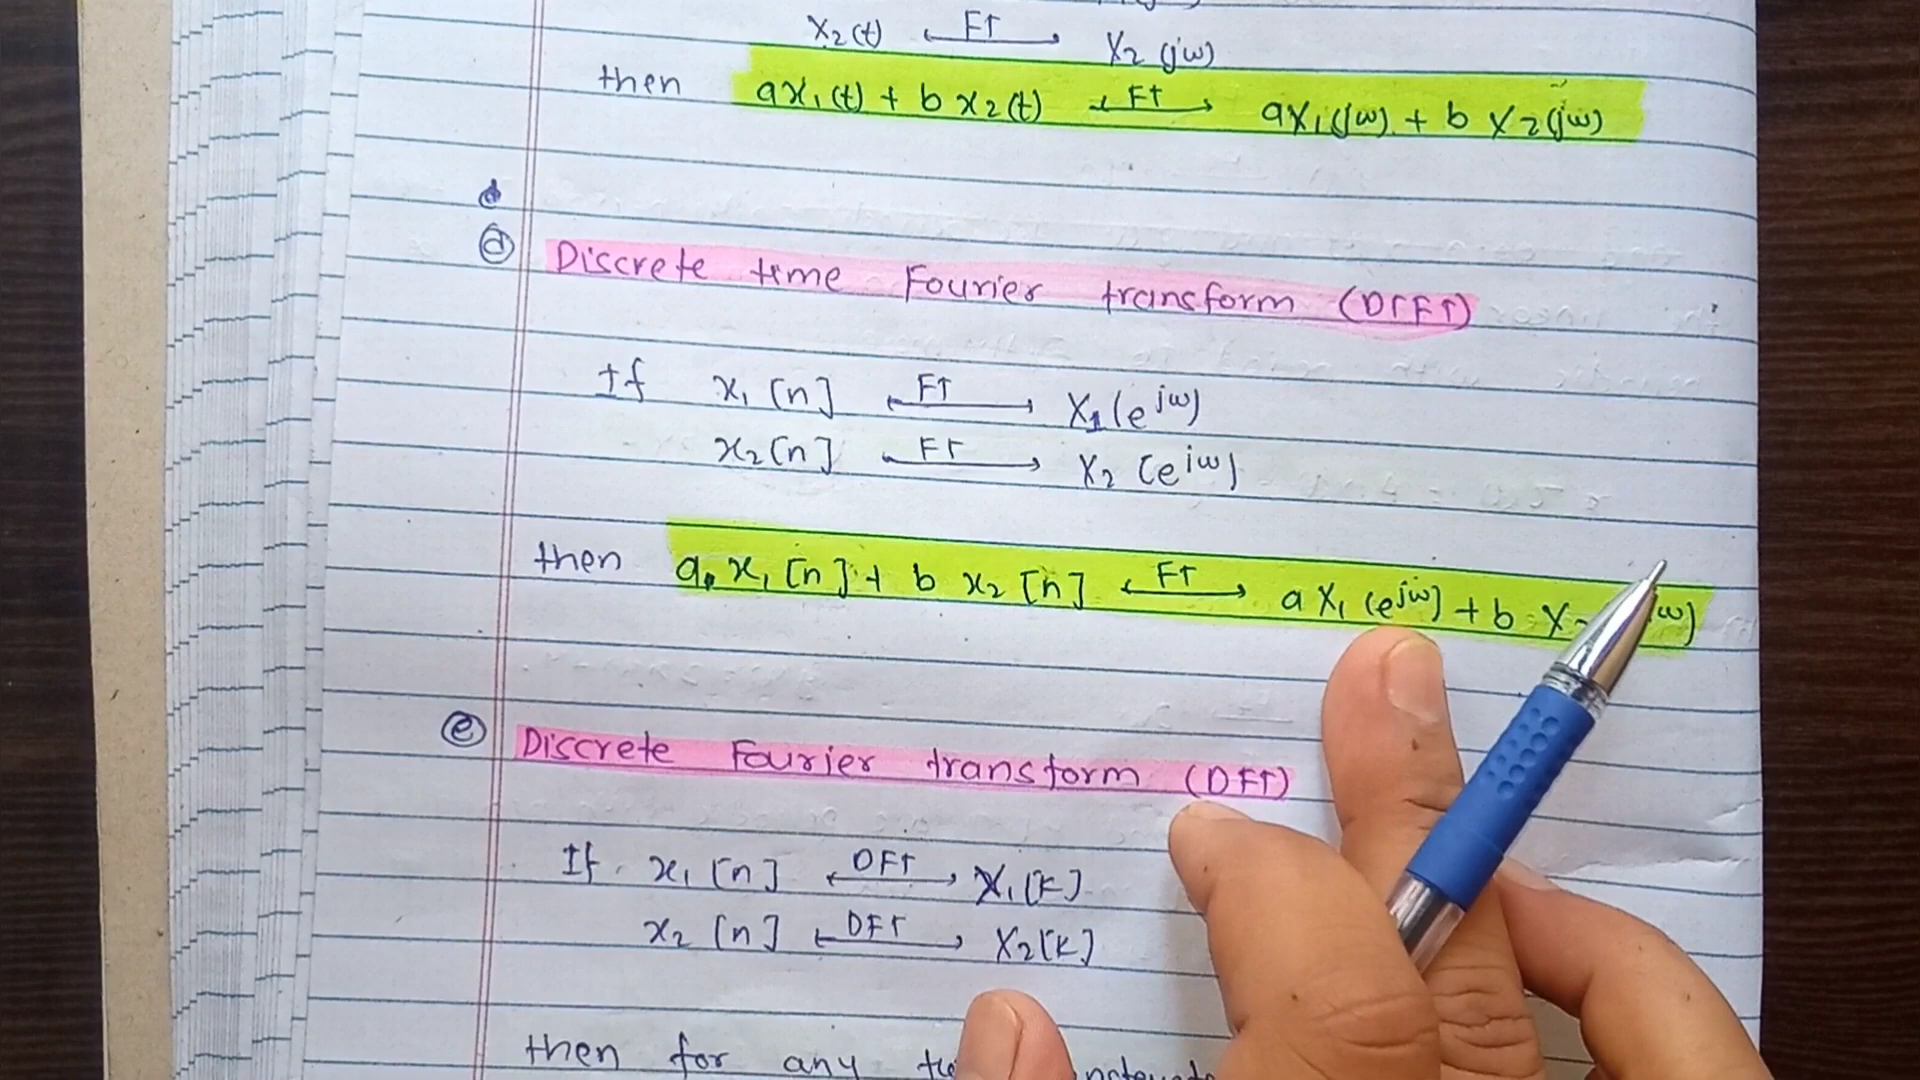 x₂(t) ←FT→ X₂(jω)
then ax₁(t) + b x₂(t) ←FT→ aX₁(jω) + b X₂(jω)
d
ⓓ Discrete time Fourier transform (DTFT)
If x₁[n] ←FT→ X₁(e^jω)
x₂[n] ←FT→ X₂(e^jω)
then a x₁[n] + b x₂[n] ←FT→ a X₁(e^jω) + b X ω)
ⓔ Discrete Fourier transform (DFT)
If x₁[n] ←DFT→ X₁[k]
x₂[n] ←DFT→ X₂[k]
then for any